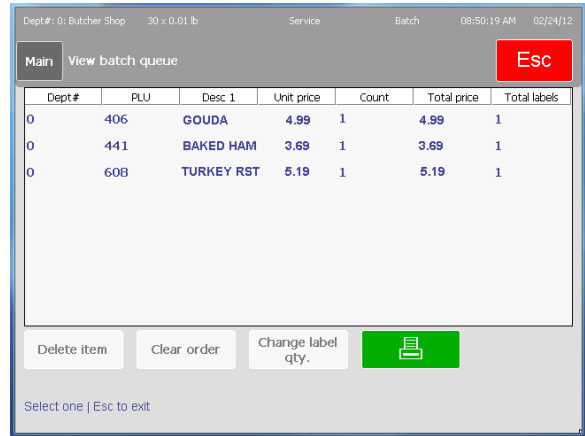 Dept#: 0: Butcher Shop 30 x 0.01 lb Service Batch 08:50:19 AM 02/24/12
Main View batch queue Esc
Dept# PLU Desc 1 Unit price Count Total price Total labels
0 406 GOUDA 4.99 1 4.99 1
0 441 BAKED HAM 3.69 1 3.69 1
0 608 TURKEY RST 5.19 1 5.19 1
Delete item Clear order Change label
qty.
Select one | Esc to exit